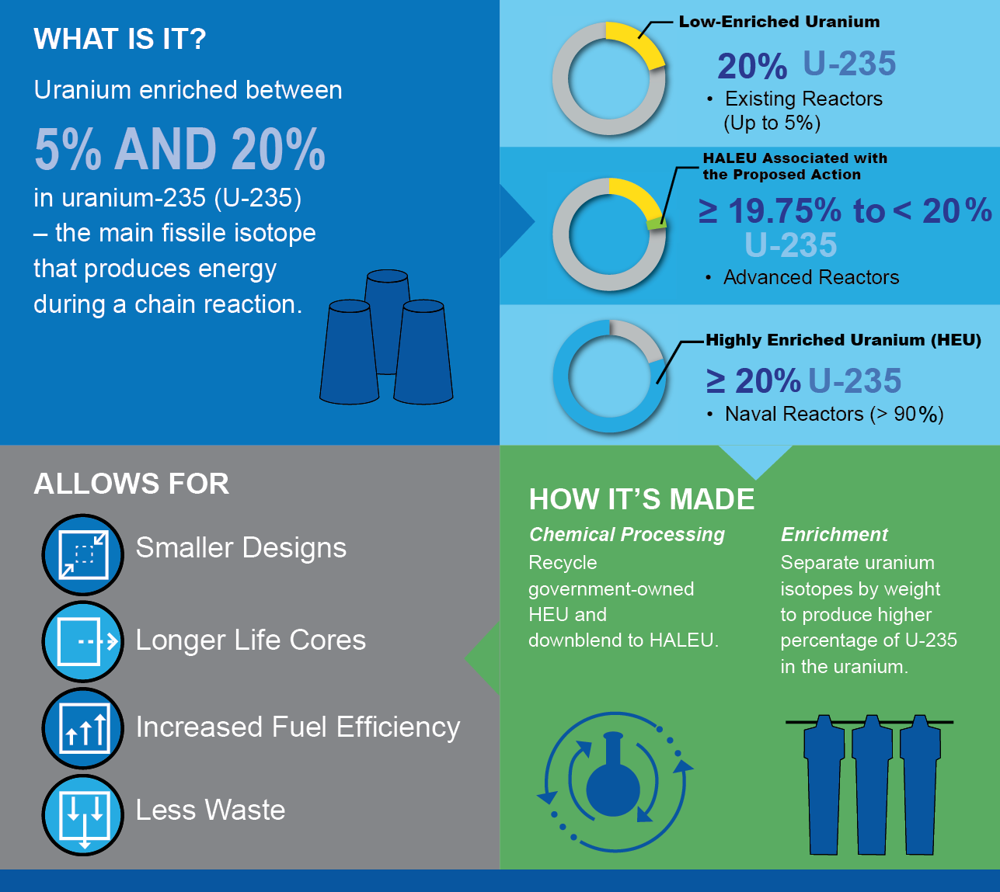 WHAT IS IT?
Uranium enriched between
5% AND 20%
in uranium-235 (U-235)
– the main fissile isotope
that produces energy
during a chain reaction.
Low-Enriched Uranium
20% U-235
• Existing Reactors
(Up to 5%)
HALEU Associated with
the Proposed Action
≥ 19.75% to < 20%
U-235
• Advanced Reactors
Highly Enriched Uranium (HEU)
≥ 20% U-235
• Naval Reactors (> 90%)
ALLOWS FOR
Smaller Designs
Longer Life Cores
Increased Fuel Efficiency
Less Waste
HOW IT’S MADE
Chemical Processing
Recycle
government-owned
HEU and
downblend to HALEU.
Enrichment
Separate uranium
isotopes by weight
to produce higher
percentage of U-235
in the uranium.